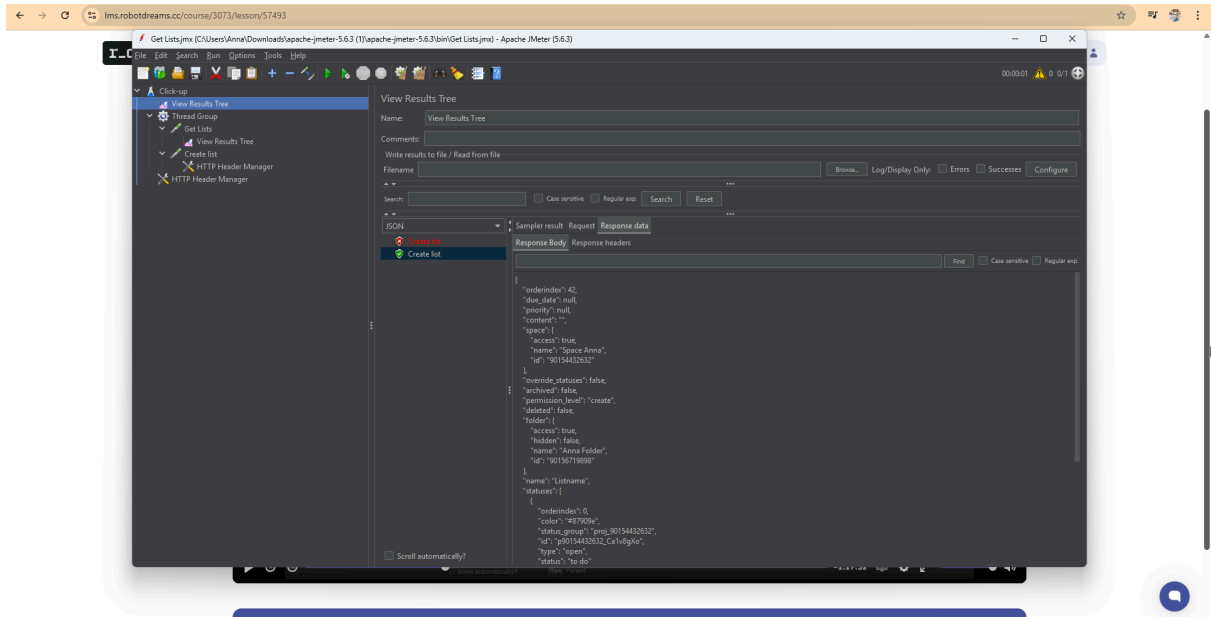 lms.robotdreams.cc/course/3073/lesson/57493
Get Lists.jmx (C:\Users\Anna\Downloads\apache-jmeter-5.6.3 (1)\apache-jmeter-5.6.3\bin\Get Lists.jmx) - Apache JMeter (5.6.3)
File Edit Search Run Options Tools Help
00:00:01 0 0/1
Click-up
View Results Tree
Thread Group
Get Lists
View Results Tree
Create list
HTTP Header Manager
HTTP Header Manager
View Results Tree
Name: View Results Tree
Comments:
Write results to file / Read from file
Filename Browse... Log/Display Only: Errors Successes Configure
Search: Case sensitive Regular exp. Search Reset
JSON
Create list
Create list
Scroll automatically?
Sampler result Request Response data
Response Body Response headers
Find Case sensitive Regular exp.
{
"orderindex": 42,
"due_date": null,
"priority": null,
"content": "",
"space": {
"access": true,
"name": "Space Anna",
"id": "90154432632"
},
"override_statuses": false,
"archived": false,
"permission_level": "create",
"deleted": false,
"folder": {
"access": true,
"hidden": false,
"name": "Anna Folder",
"id": "90156719898"
},
"name": "Listname",
"statuses": [
{
"orderindex": 0,
"color": "#87909e",
"status_group": "proj_90154432632",
"id": "p90154432632_Ca1v8gXo",
"type": "open",
"status": "to do"